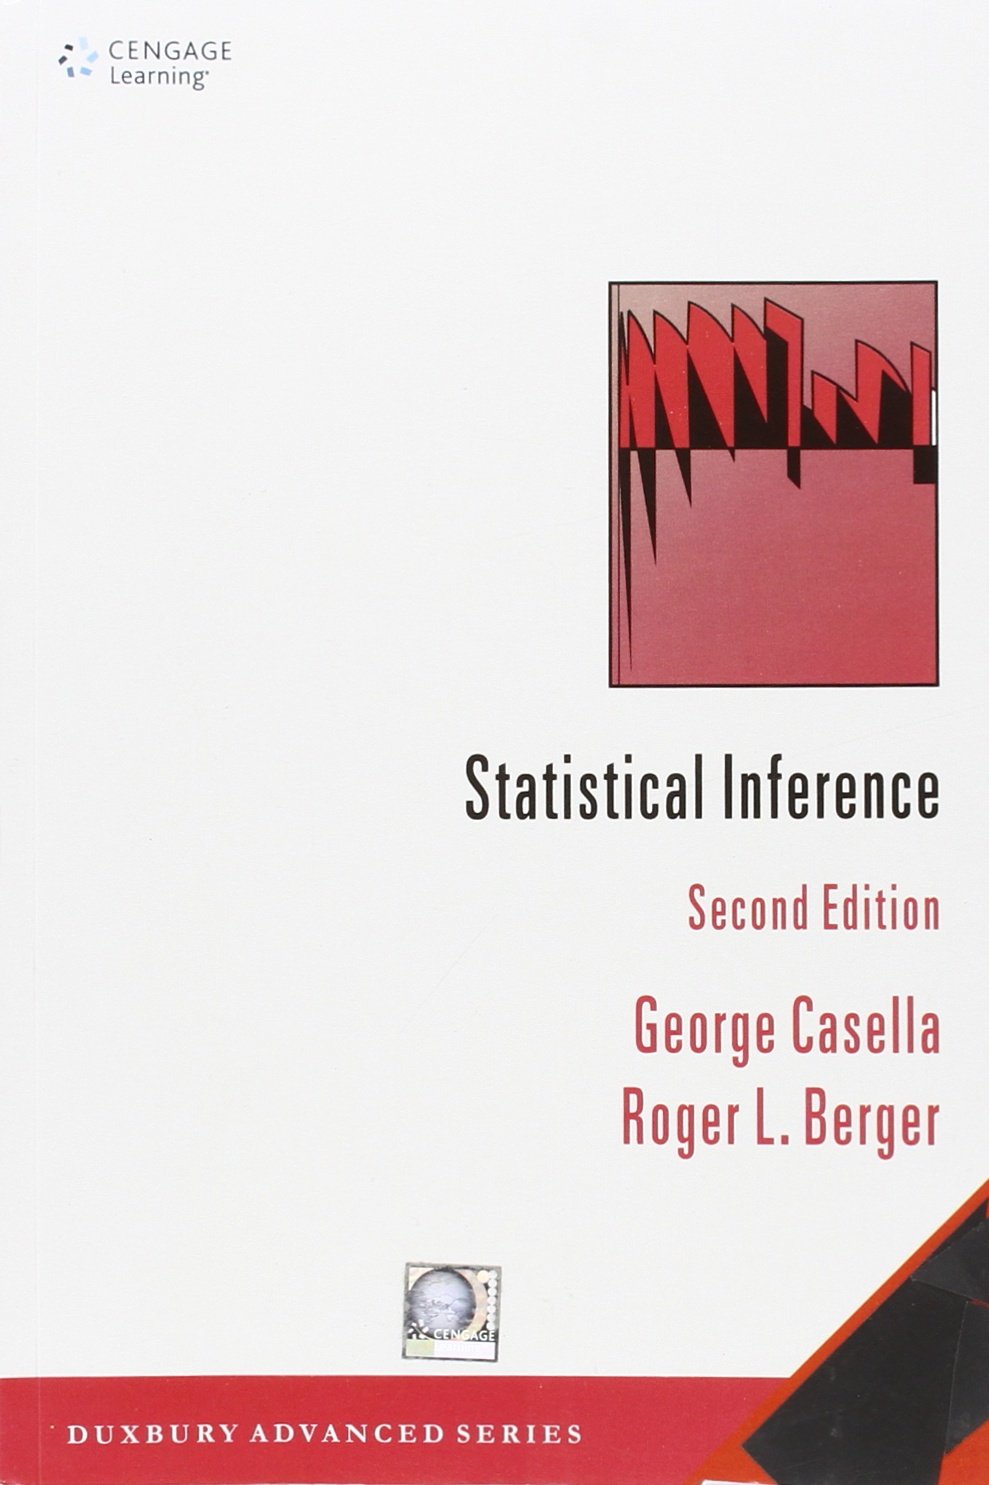 CENGAGE
Learning
Statistical Inference
Second Edition
George Casella
Roger L. Berger
CENGAGE
DUXBURY ADVANCED SERIES